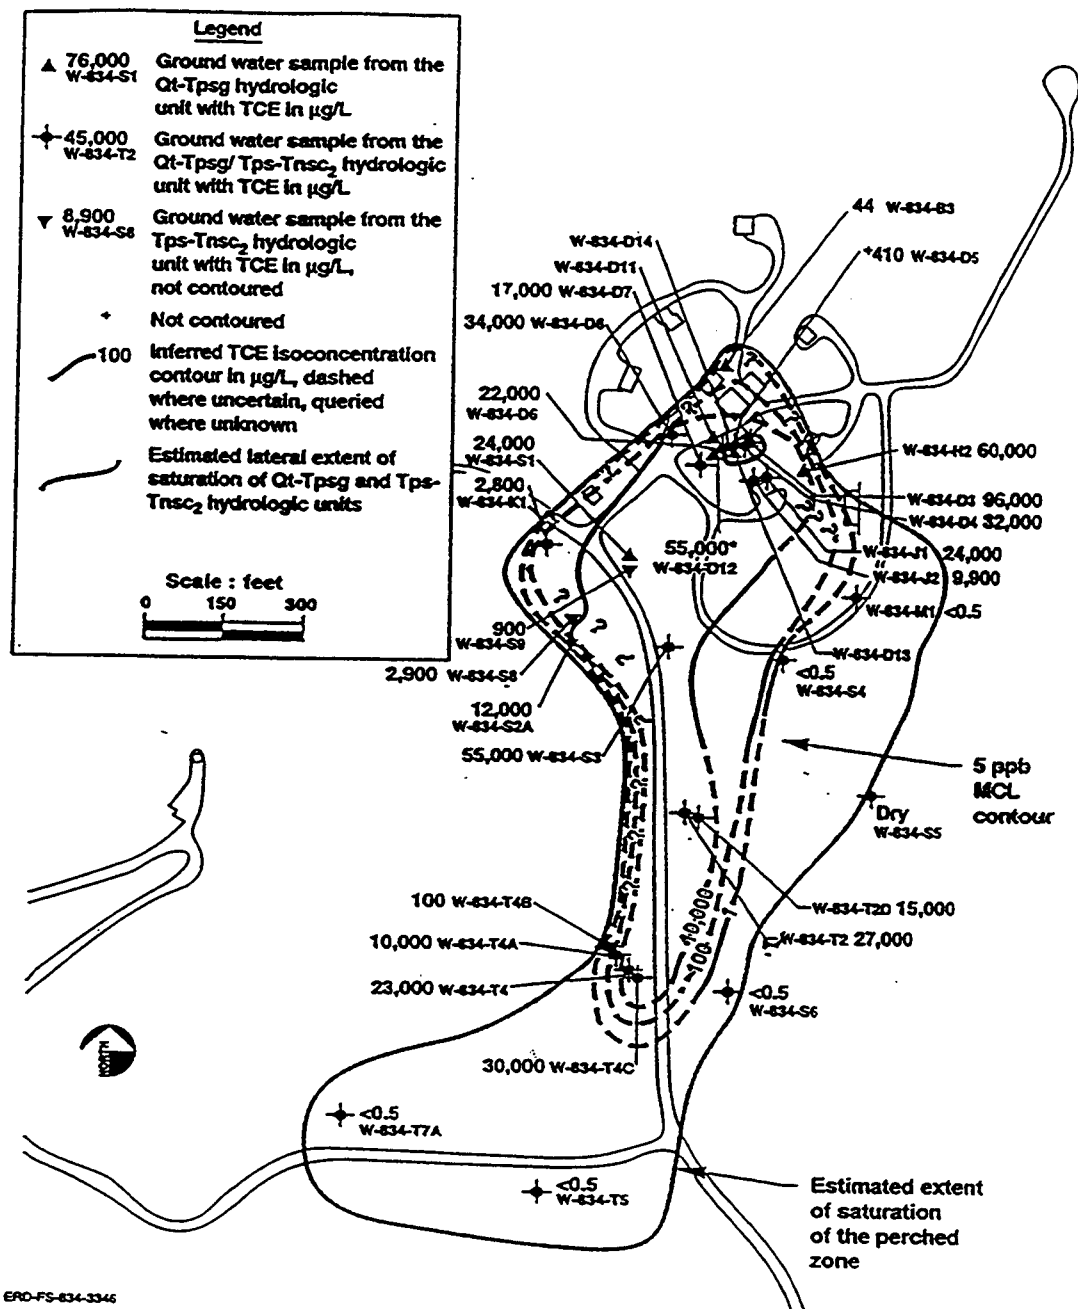 Legend
76,000
W-834-S1
Ground water sample from the
Qt-Tpsg hydrologic
unit with TCE in µg/L
45,000
W-834-T2
Ground water sample from the
Qt-Tpsg/ Tps-Tnsc₂ hydrologic
unit with TCE in µg/L
8,900
W-834-S8
Ground water sample from the
Tps-Tnsc₂ hydrologic
unit with TCE in µg/L,
not contoured
+ Not contoured
100
Inferred TCE isoconcentration
contour in µg/L, dashed
where uncertain, queried
where unknown
Estimated lateral extent of
saturation of Qt-Tpsg and Tps-
Tnsc₂ hydrologic units
Scale : feet
0 150 300
44 W-834-B3
W-834-D14
+410 W-834-D5
W-834-D11
17,000 W-834-D7
34,000 W-834-D6
22,000
W-834-D6
24,000
W-834-S1
2,800
W-834-K1
W-834-H2 60,000
W-834-D3 96,000
W-834-D4 32,000
55,000*
W-834-D12
W-834-J1 24,000
W-834-J2 9,900
W-834-M1 <0.5
900
W-834-S9
W-834-D13
2,900 W-834-S8
<0.5
W-834-S4
12,000
W-834-S2A
55,000 W-834-S3
5 ppb
MCL
contour
Dry
W-834-S5
100 W-834-T4B
W-834-T2D 15,000
10,000 W-834-T4A
W-834-T2 27,000
10,000
100
1
23,000 W-834-T4
<0.5
W-834-S6
NORTH
30,000 W-834-T4C
<0.5
W-834-T7A
<0.5
W-834-T5
Estimated extent
of saturation
of the perched
zone
ERD-FS-834-3346